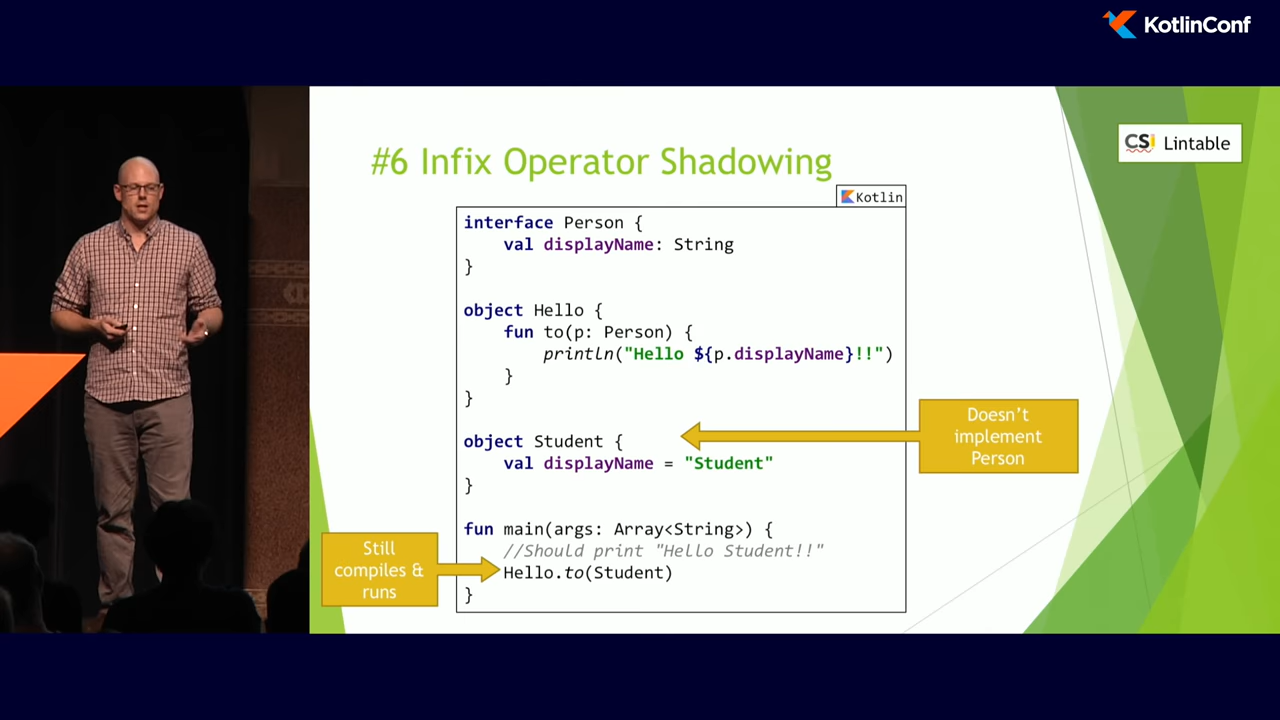 KotlinConf
CSi Lintable
#6 Infix Operator Shadowing
Kotlin
interface Person {
val displayName: String
}
object Hello {
fun to(p: Person) {
println("Hello ${p.displayName}!!")
}
}
object Student {
val displayName = "Student"
}
fun main(args: Array<String>) {
//Should print "Hello Student!!"
Hello.to(Student)
}
Doesn't
implement
Person
Still
compiles &
runs